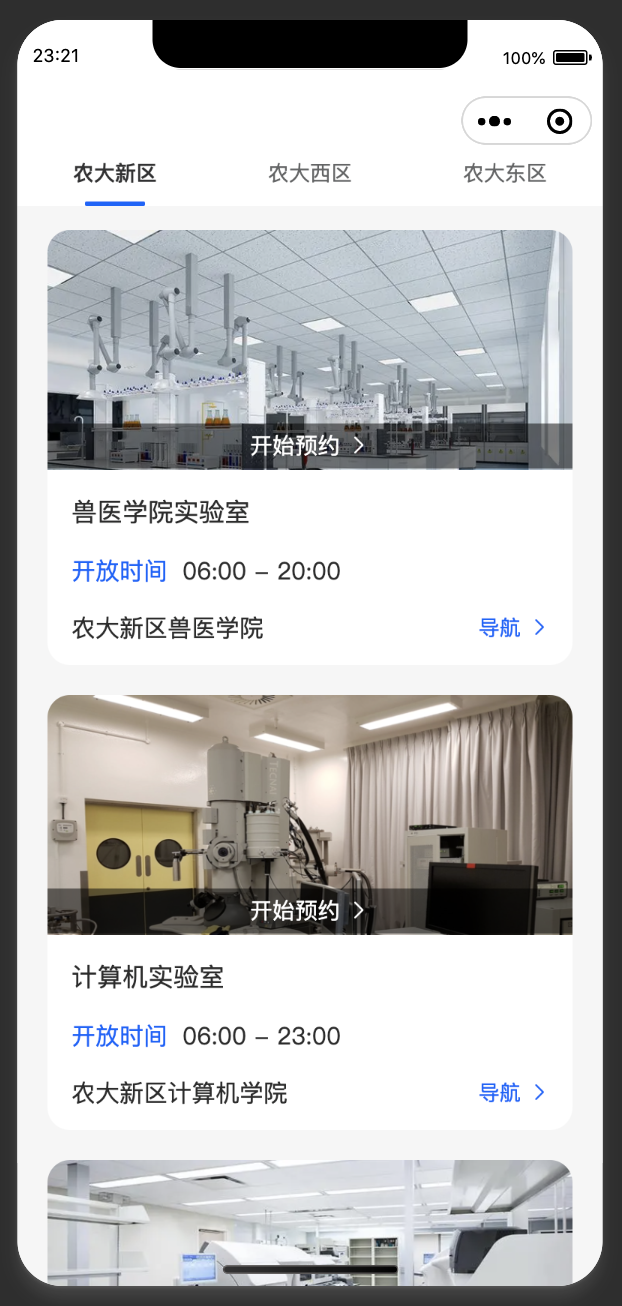 23:21
100%
农大新区
农大西区
农大东区
开始预约
兽医学院实验室
开放时间 06:00 – 20:00
农大新区兽医学院
导航
开始预约
计算机实验室
开放时间 06:00 – 23:00
农大新区计算机学院
导航